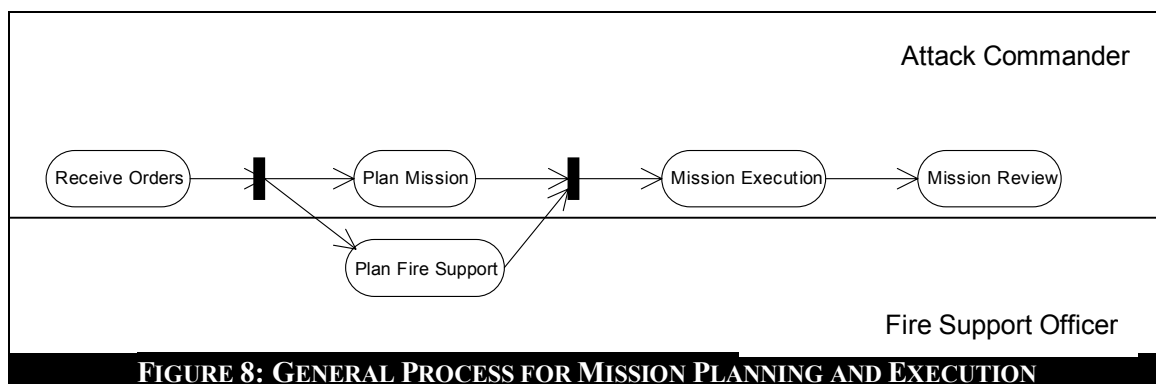 Attack Commander
Receive Orders
Plan Mission
Mission Execution
Mission Review
Plan Fire Support
Fire Support Officer
FIGURE 8: GENERAL PROCESS FOR MISSION PLANNING AND EXECUTION